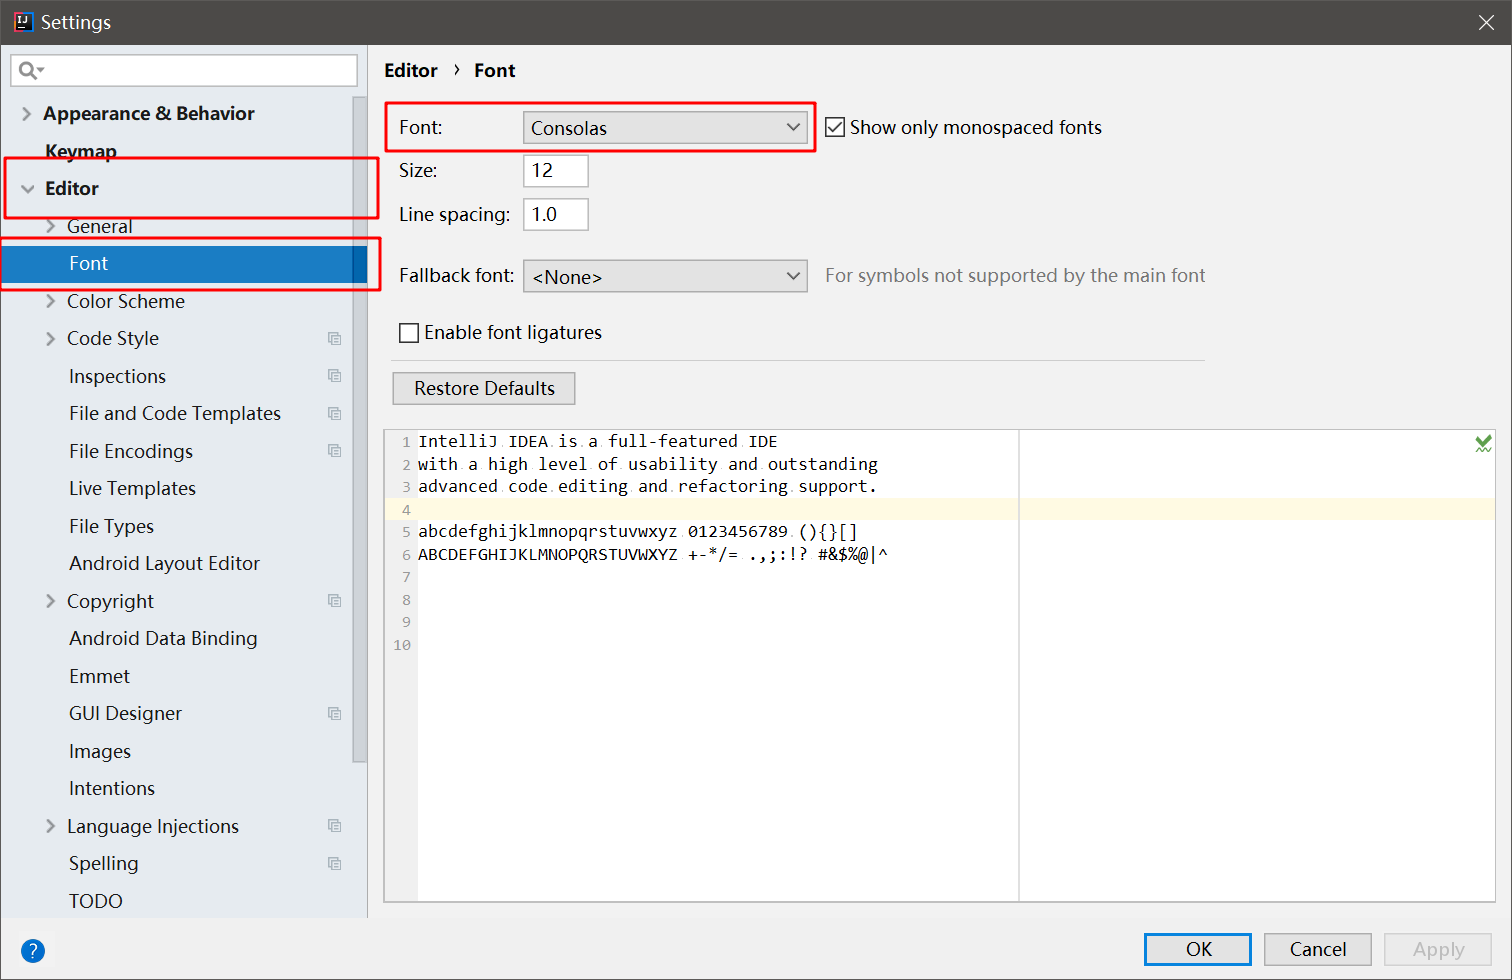 Settings
Appearance & Behavior
Keymap
Editor
General
Font
Color Scheme
Code Style
Inspections
File and Code Templates
File Encodings
Live Templates
File Types
Android Layout Editor
Copyright
Android Data Binding
Emmet
GUI Designer
Images
Intentions
Language Injections
Spelling
TODO
Editor › Font
Font: Consolas Show only monospaced fonts
Size: 12
Line spacing: 1.0
Fallback font: <None> For symbols not supported by the main font
Enable font ligatures
Restore Defaults
1 IntelliJ IDEA is a full-featured IDE
2 with a high level of usability and outstanding
3 advanced code editing and refactoring support.
4
5 abcdefghijklmnopqrstuvwxyz 0123456789 (){}[]
6 ABCDEFGHIJKLMNOPQRSTUVWXYZ +-*/= .,;:!? #&$%@|^
7
8
9
10
? OK Cancel Apply